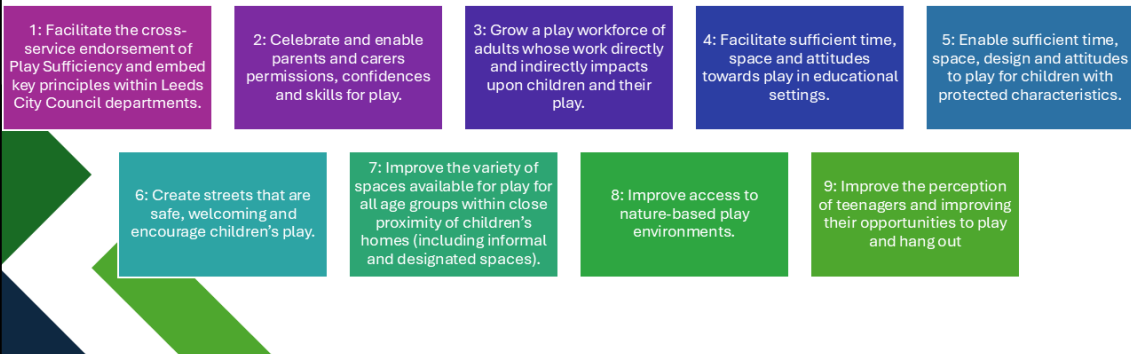 1: Facilitate the cross-
service endorsement of
Play Sufficiency and embed
key principles within Leeds
City Council departments.
2: Celebrate and enable
parents and carers
permissions, confidences
and skills for play.
3: Grow a play workforce of
adults whose work directly
and indirectly impacts
upon children and their
play.
4: Facilitate sufficient time,
space and attitudes
towards play in educational
settings.
5: Enable sufficient time,
space, design and attitudes
to play for children with
protected characteristics.
6: Create streets that are
safe, welcoming and
encourage children’s play.
7: Improve the variety of
spaces available for play for
all age groups within close
proximity of children’s
homes (including informal
and designated spaces).
8: Improve access to
nature-based play
environments.
9: Improve the perception
of teenagers and improving
their opportunities to play
and hang out